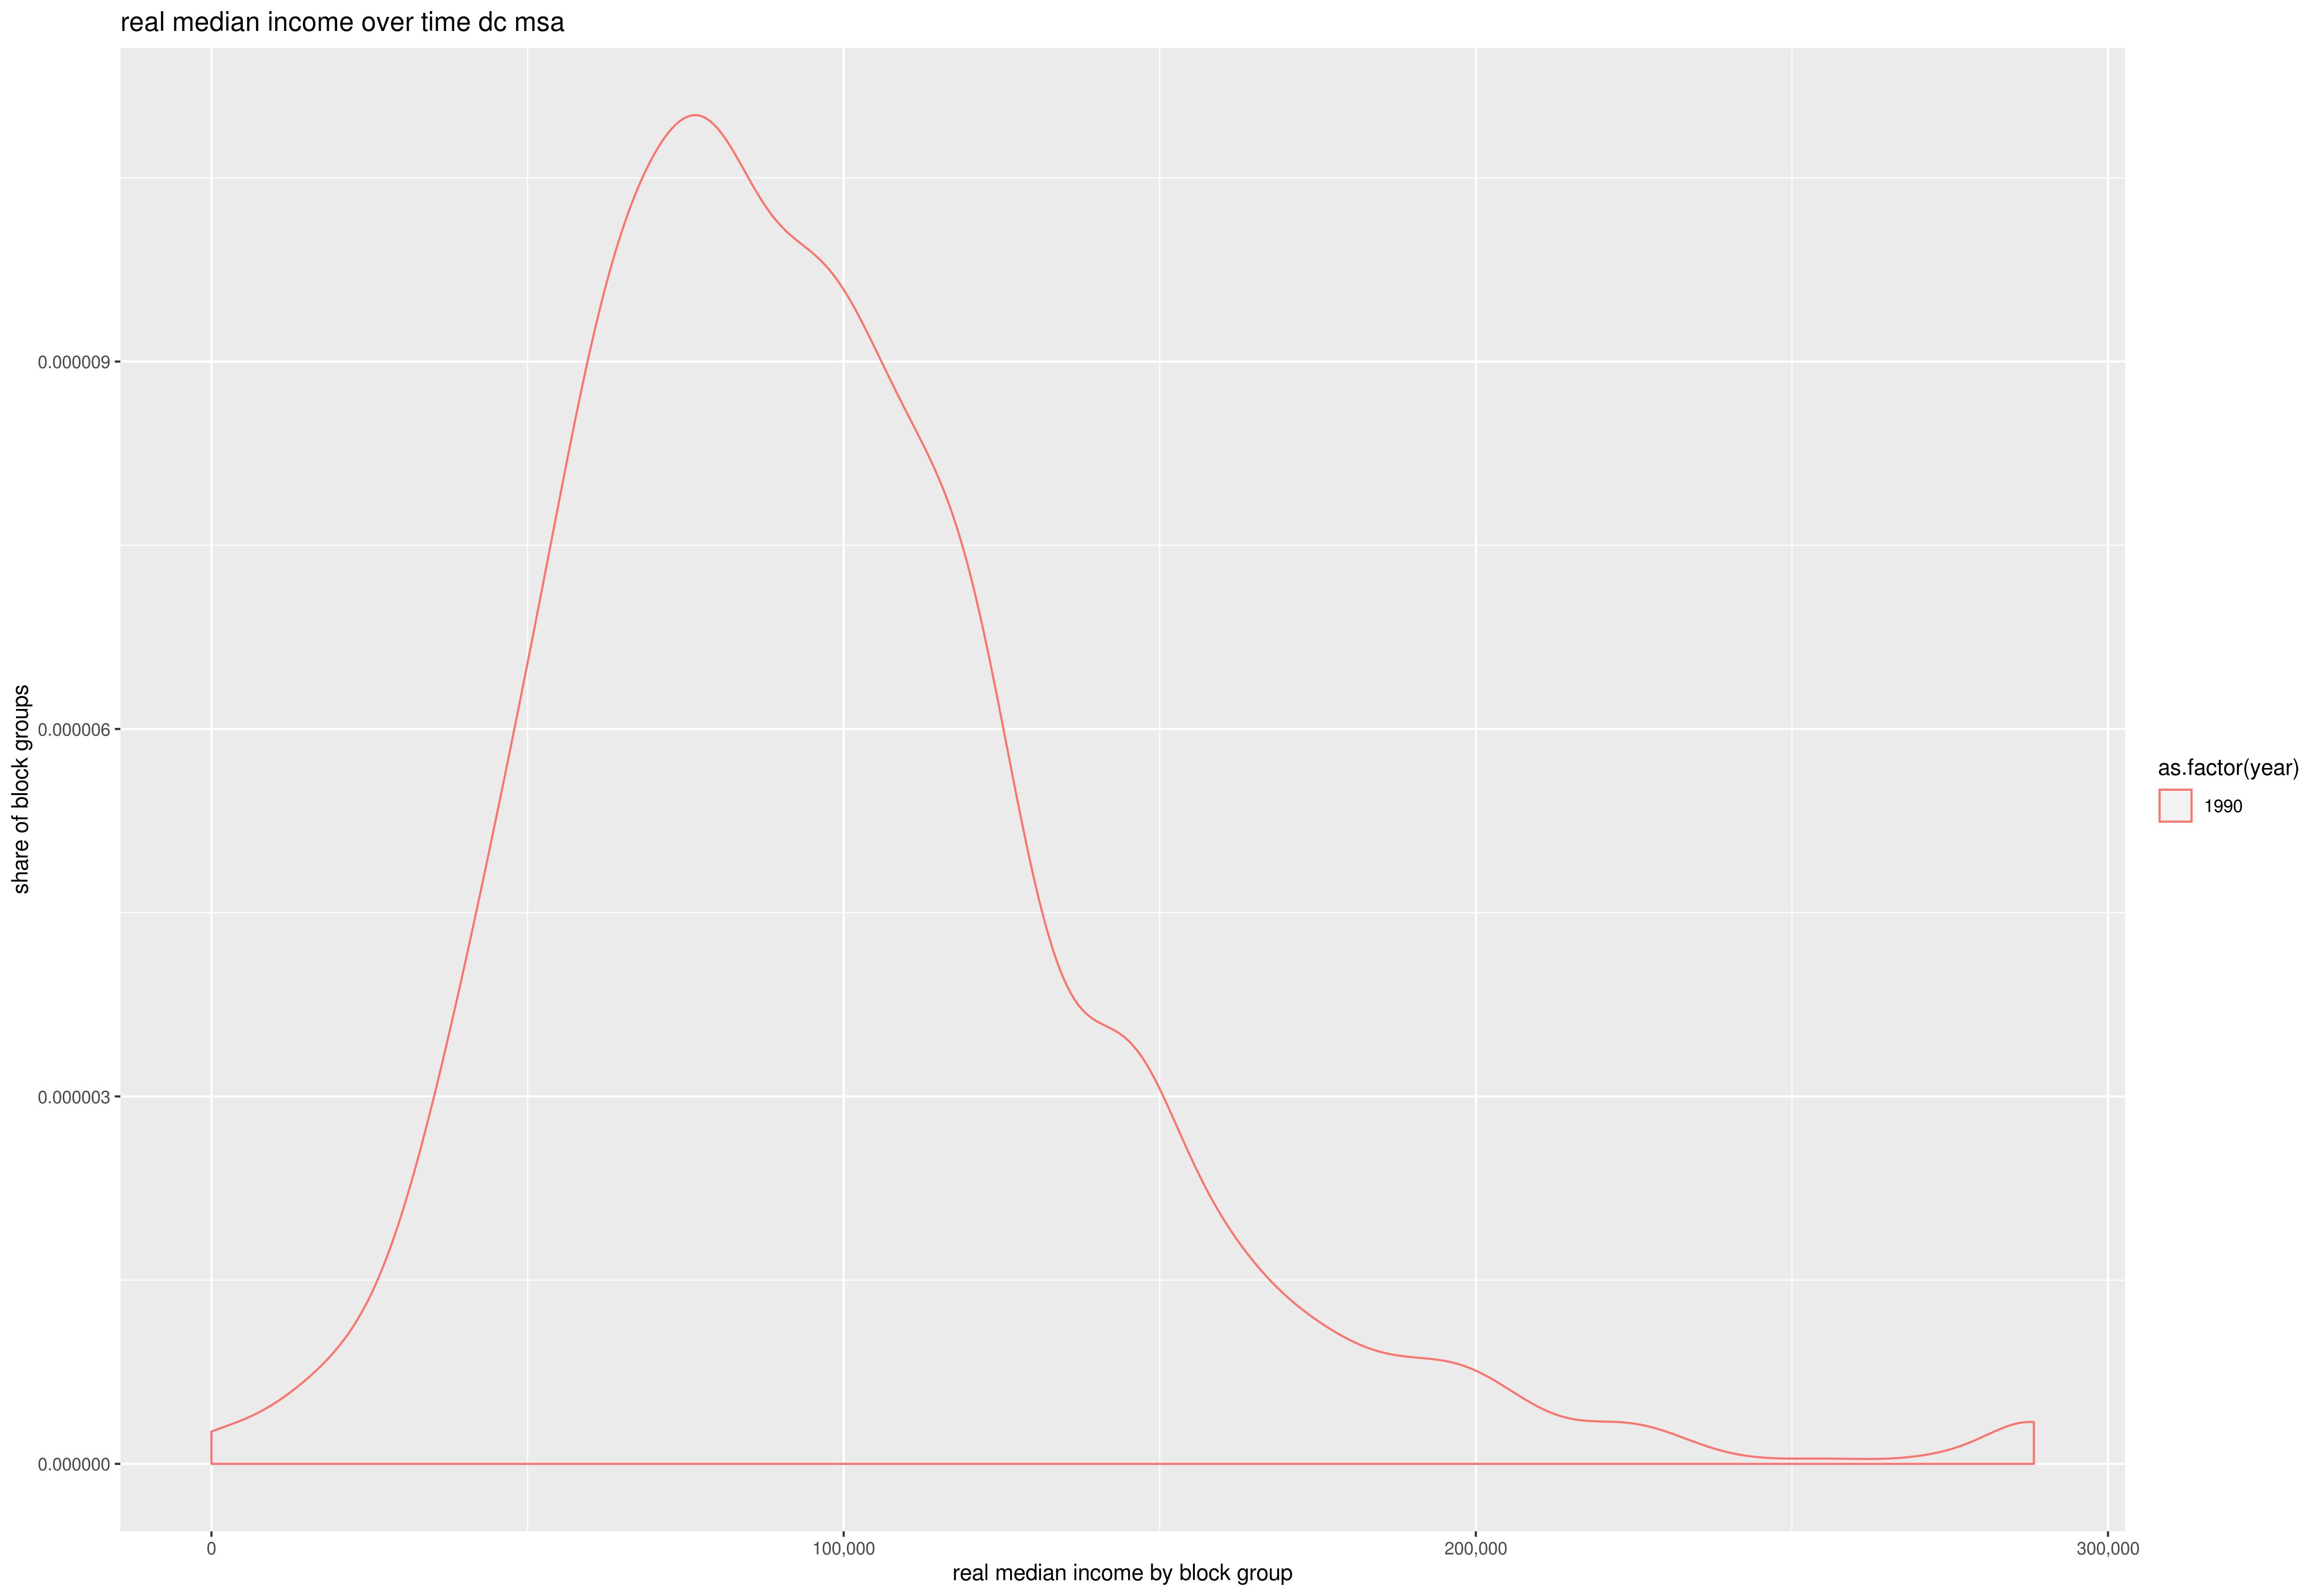 real median income over time dc msa
share of block groups
0.000009
0.000006
0.000003
0.000000
0
100,000
200,000
300,000
real median income by block group
as.factor(year)
1990